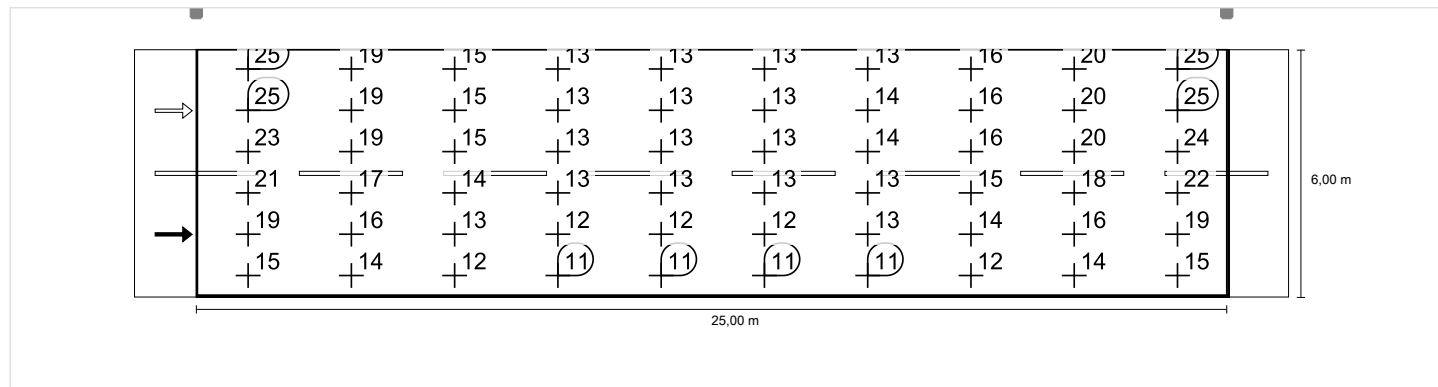 25 19 15 13 13 13 13 16 20 25
25 19 15 13 13 13 14 16 20 25
23 19 15 13 13 13 14 16 20 24
21 17 14 13 13 13 13 15 18 22
6,00 m
19 16 13 12 12 12 13 14 16 19
15 14 12 11 11 11 11 12 14 15
25,00 m